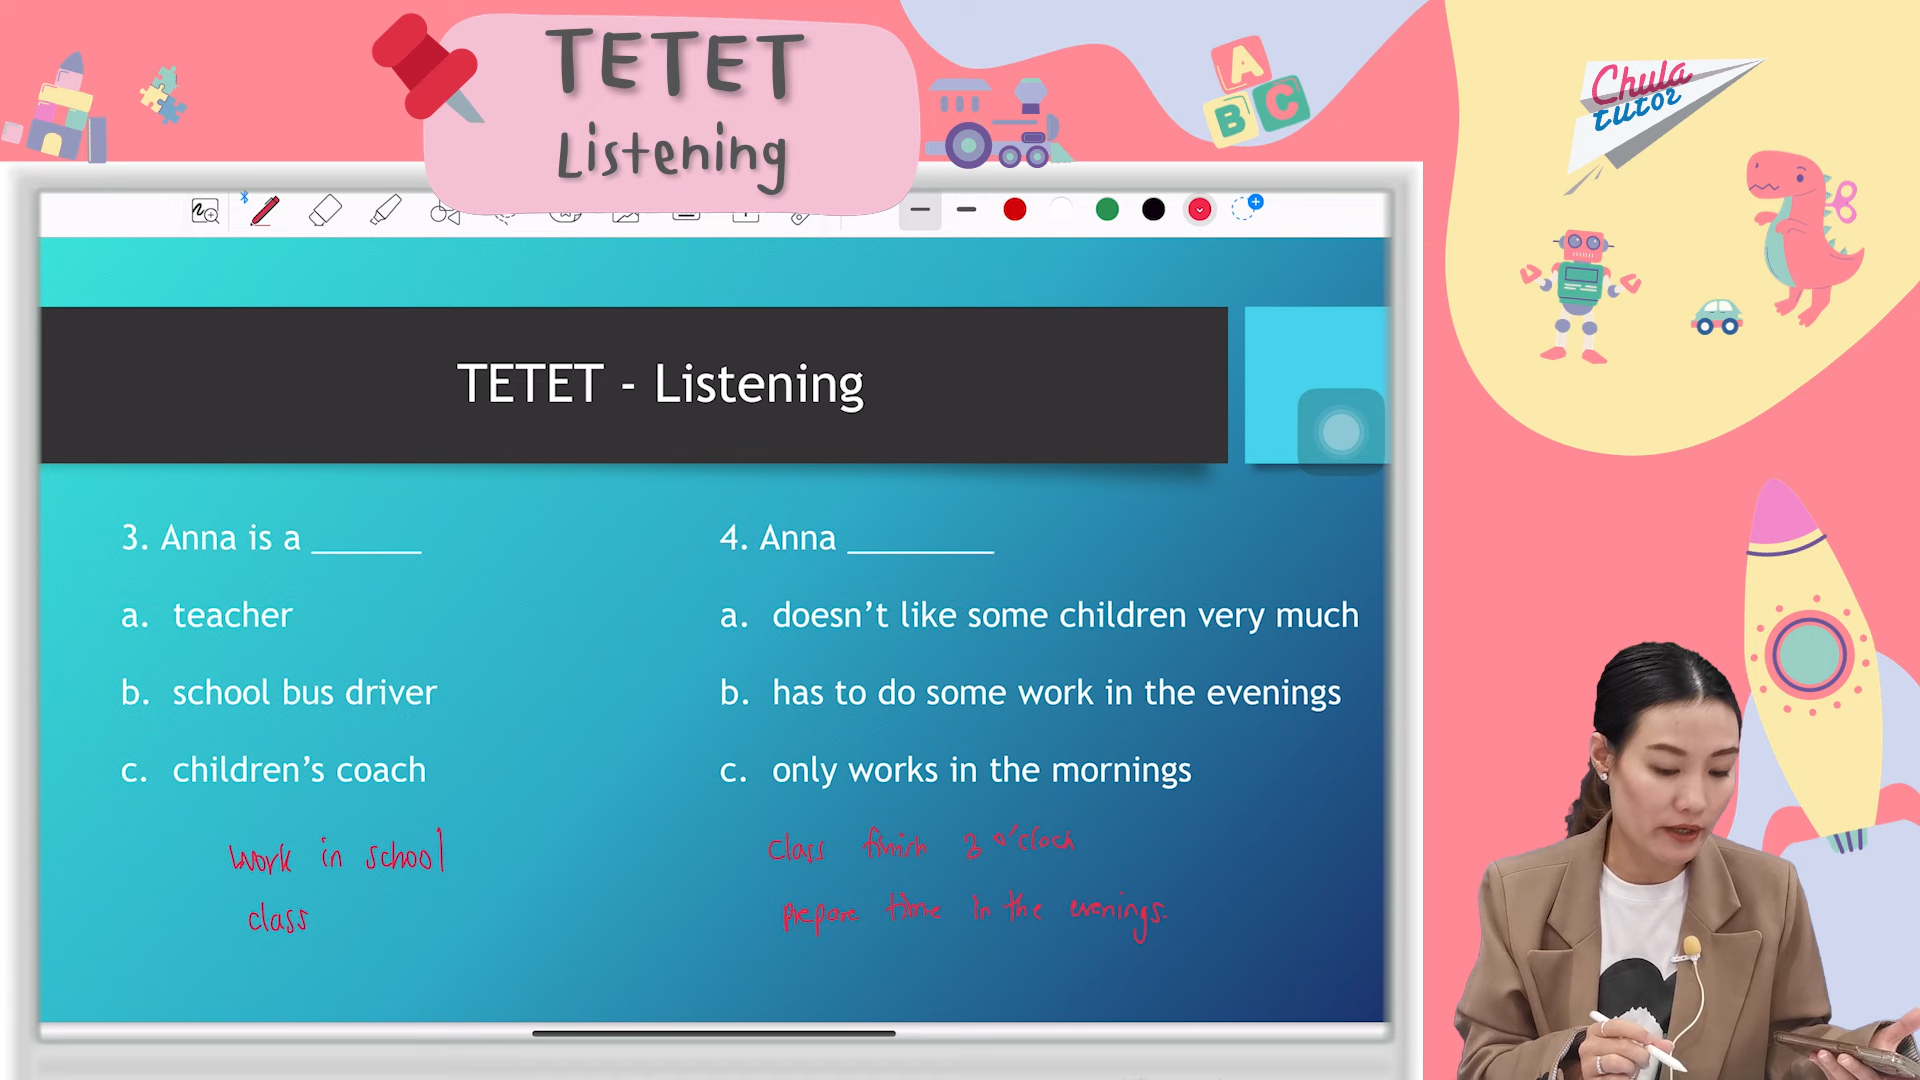 TETET
Listening
Chula
tutor
A
B
C
TETET - Listening
3. Anna is a ______
a. teacher
b. school bus driver
c. children's coach
work in school
class
4. Anna ________
a. doesn't like some children very much
b. has to do some work in the evenings
c. only works in the mornings
class finish 3 o'clock
prepare time in the evenings.